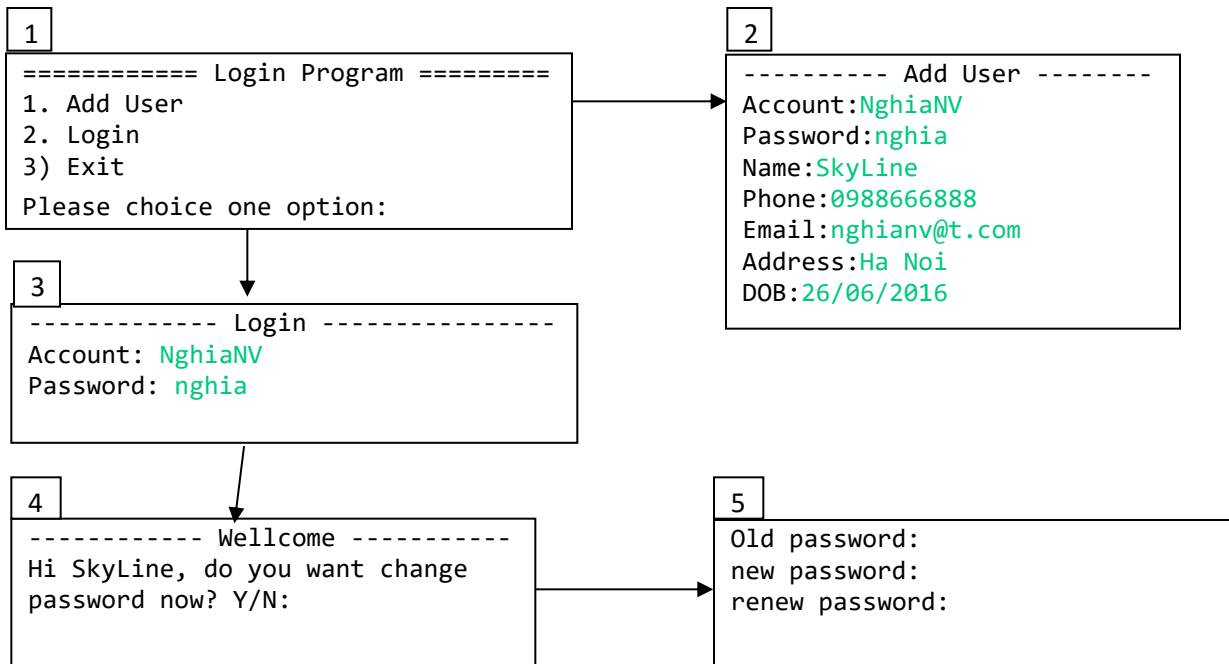 1
============ Login Program =========
1. Add User
2. Login
3) Exit
Please choice one option:
2
---------- Add User --------
Account:NghiaNV
Password:nghia
Name:SkyLine
Phone:0988666888
Email:nghianv@t.com
Address:Ha Noi
DOB:26/06/2016
3
------------- Login ----------------
Account: NghiaNV
Password: nghia
4
------------ Wellcome -----------
Hi SkyLine, do you want change
password now? Y/N:
5
Old password:
new password:
renew password: